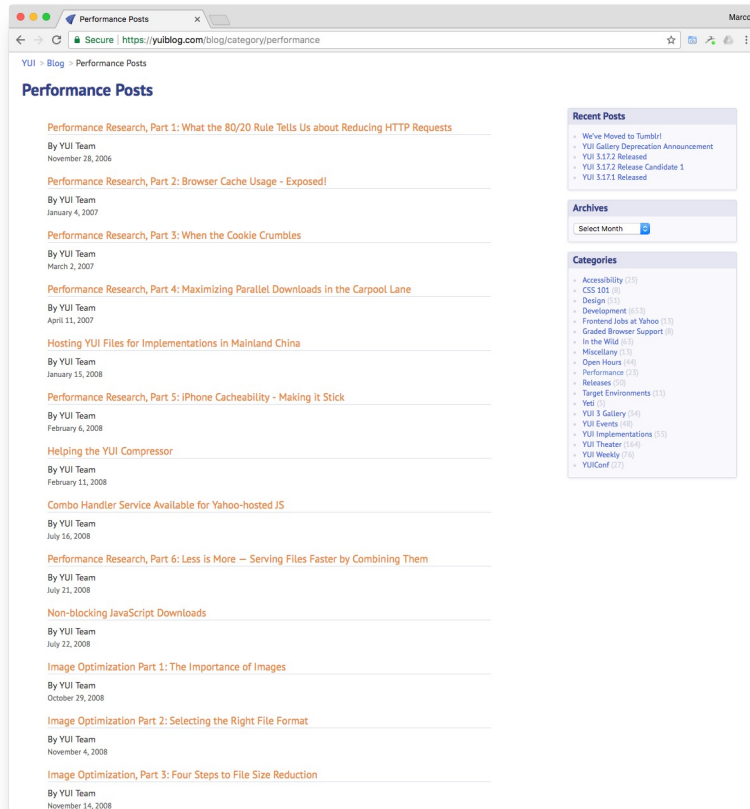 Performance Posts
Marco
Secure | https://yuiblog.com/blog/category/performance
YUI > Blog > Performance Posts
Performance Posts
Performance Research, Part 1: What the 80/20 Rule Tells Us about Reducing HTTP Requests
By YUI Team
November 28, 2006
Performance Research, Part 2: Browser Cache Usage - Exposed!
By YUI Team
January 4, 2007
Performance Research, Part 3: When the Cookie Crumbles
By YUI Team
March 2, 2007
Performance Research, Part 4: Maximizing Parallel Downloads in the Carpool Lane
By YUI Team
April 11, 2007
Hosting YUI Files for Implementations in Mainland China
By YUI Team
January 15, 2008
Performance Research, Part 5: iPhone Cacheability - Making it Stick
By YUI Team
February 6, 2008
Helping the YUI Compressor
By YUI Team
February 11, 2008
Combo Handler Service Available for Yahoo-hosted JS
By YUI Team
July 16, 2008
Performance Research, Part 6: Less is More — Serving Files Faster by Combining Them
By YUI Team
July 21, 2008
Non-blocking JavaScript Downloads
By YUI Team
July 22, 2008
Image Optimization Part 1: The Importance of Images
By YUI Team
October 29, 2008
Image Optimization Part 2: Selecting the Right File Format
By YUI Team
November 4, 2008
Image Optimization, Part 3: Four Steps to File Size Reduction
By YUI Team
November 14, 2008
Recent Posts
We've Moved to Tumblr!
YUI Gallery Deprecation Announcement
YUI 3.17.2 Released
YUI 3.17.2 Release Candidate 1
YUI 3.17.1 Released
Archives
Select Month
Categories
Accessibility (25)
CSS 101 (8)
Design (51)
Development (653)
Frontend Jobs at Yahoo (13)
Graded Browser Support (8)
In the Wild (63)
Miscellany (13)
Open Hours (44)
Performance (23)
Releases (50)
Target Environments (11)
Yeti (5)
YUI 3 Gallery (34)
YUI Events (48)
YUI Implementations (55)
YUI Theater (164)
YUI Weekly (76)
YUIConf (27)